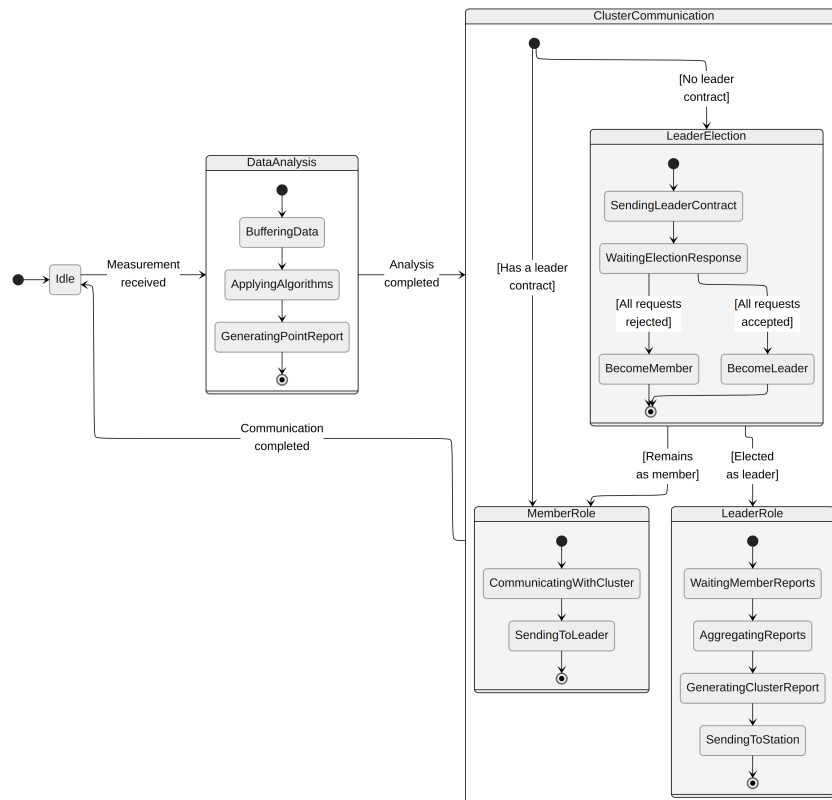 ClusterCommunication
[No leader
contract]
LeaderElection
DataAnalysis
SendingLeaderContract
BufferingData
WaitingElectionResponse
Measurement
received
Analysis
completed
[Has a leader
contract]
Idle
ApplyingAlgorithms
[All requests
rejected]
[All requests
accepted]
GeneratingPointReport
BecomeMember
BecomeLeader
Communication
completed
[Remains
as member]
[Elected
as leader]
MemberRole
LeaderRole
CommunicatingWithCluster
WaitingMemberReports
SendingToLeader
AggregatingReports
GeneratingClusterReport
SendingToStation